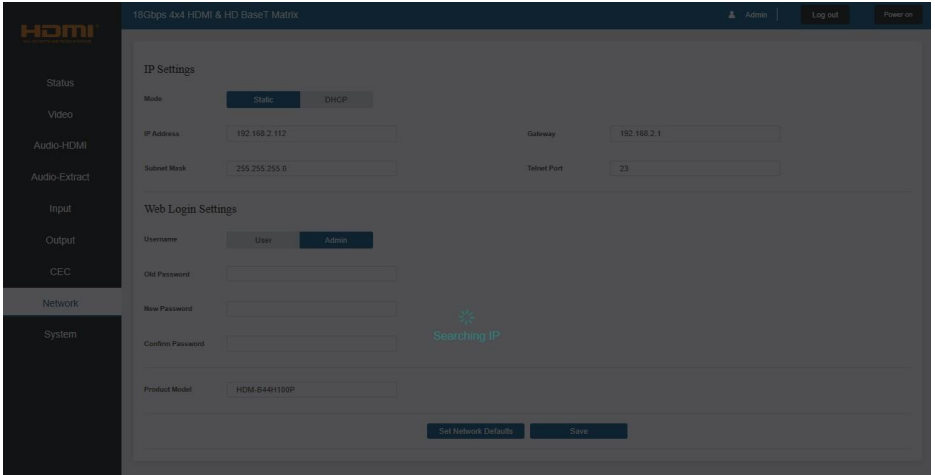 HDMI
18Gbps 4x4 HDMI & HD BaseT Matrix
Admin
Log out
Power on
Status
Video
Audio-HDMI
Audio-Extract
Input
Output
CEC
Network
System
IP Settings
Mode Static DHCP
IP Address 192.168.2.112 Gateway 192.168.2.1
Subnet Mask 255.255.255.0 Telnet Port 23
Web Login Settings
Username User Admin
Old Password
New Password
Searching IP
Confirm Password
Product Model HDM-B44H100P
Set Network Defaults Save